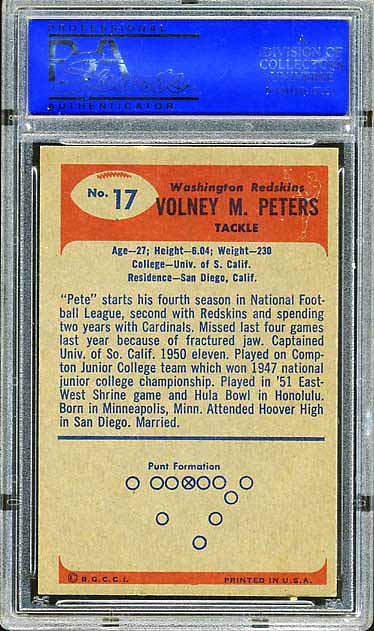 PROFESSIONAL
PSA
AUTHENTICATOR
A
DIVISION OF
COLLECTORS
UNIVERSE
No. 17
Washington Redskins
VOLNEY M. PETERS
TACKLE
Age—27; Height—6.04; Weight—230
College—Univ. of S. Calif.
Residence—San Diego, Calif.
"Pete" starts his fourth season in National Foot-
ball League, second with Redskins and spending
two years with Cardinals. Missed last four games
last year because of fractured jaw. Captained
Univ. of So. Calif. 1950 eleven. Played on Comp-
ton Junior College team which won 1947 national
junior college championship. Played in '51 East-
West Shrine game and Hula Bowl in Honolulu.
Born in Minneapolis, Minn. Attended Hoover High
in San Diego. Married.
Punt Formation
© B.G.C.C.I.
PRINTED IN U.S.A.